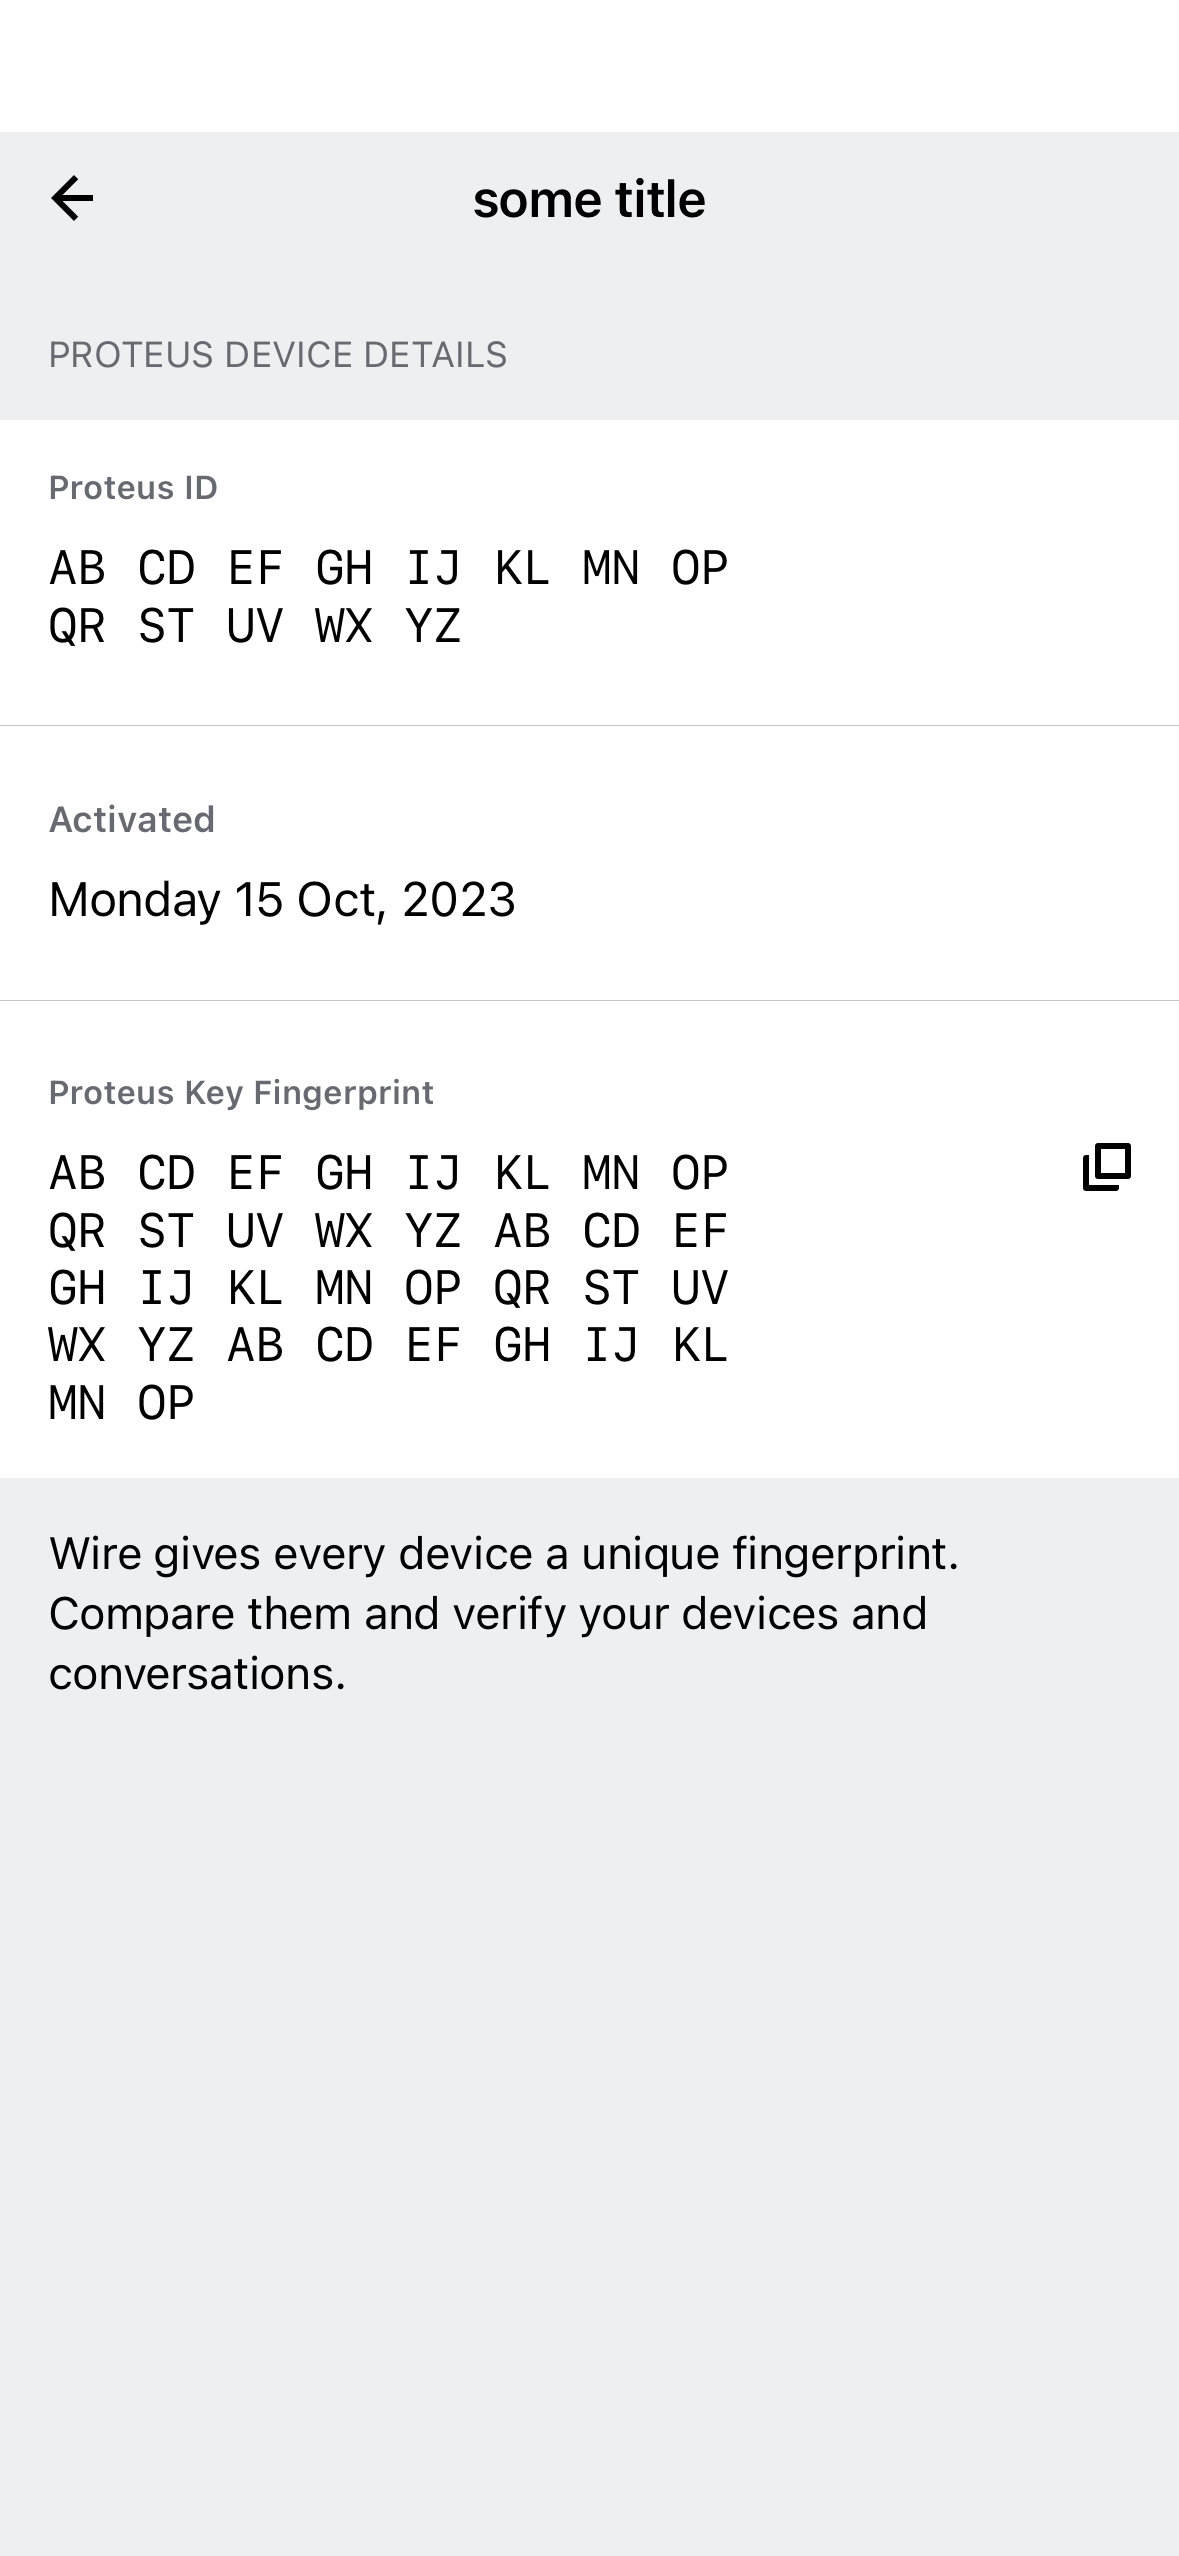 some title
PROTEUS DEVICE DETAILS
Proteus ID
AB CD EF GH IJ KL MN OP
QR ST UV WX YZ
Activated
Monday 15 Oct, 2023
Proteus Key Fingerprint
AB CD EF GH IJ KL MN OP
QR ST UV WX YZ AB CD EF
GH IJ KL MN OP QR ST UV
WX YZ AB CD EF GH IJ KL
MN OP
Wire gives every device a unique fingerprint.
Compare them and verify your devices and
conversations.